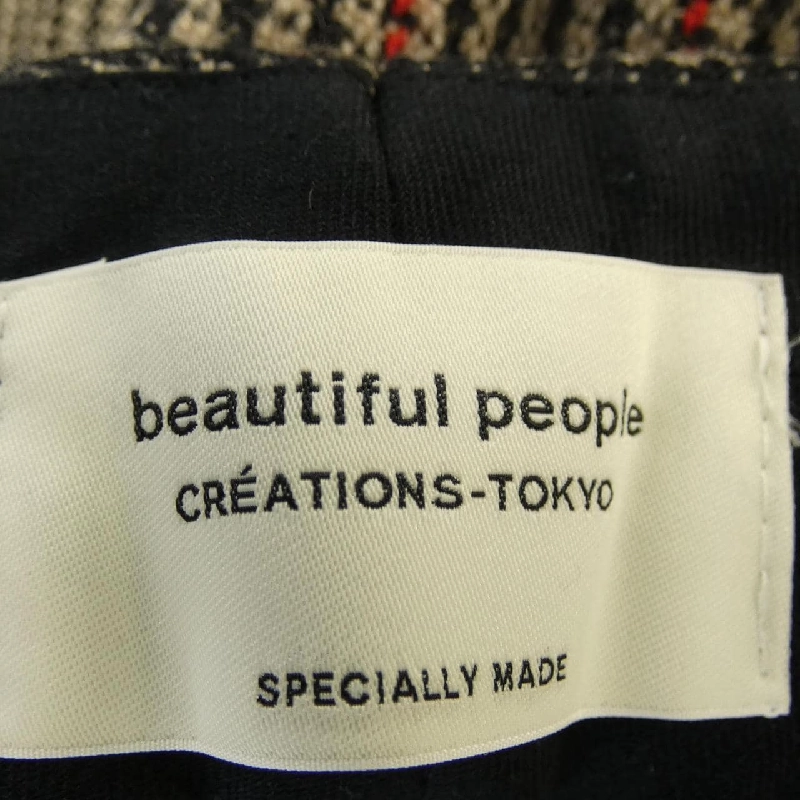 beautiful people
CRÉATIONS-TOKYO
SPECIALLY MADE